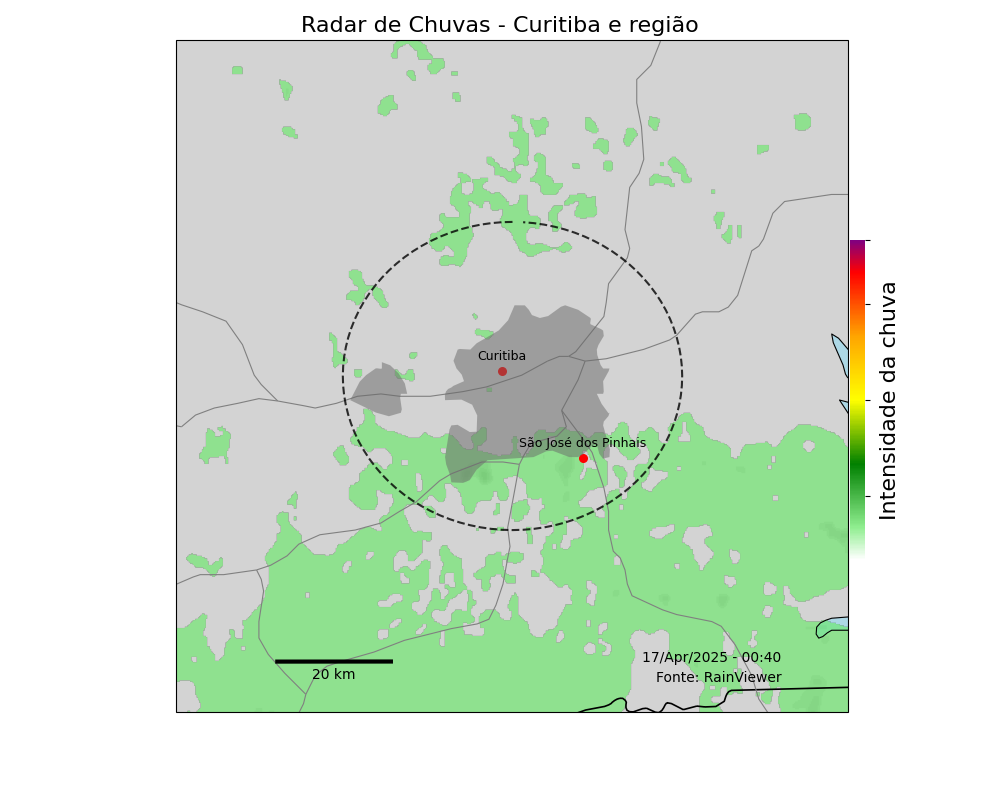 Radar de Chuvas - Curitiba e região
Curitiba
São José dos Pinhais
Intensidade da chuva
17/Apr/2025 - 00:40
Fonte: RainViewer
20 km